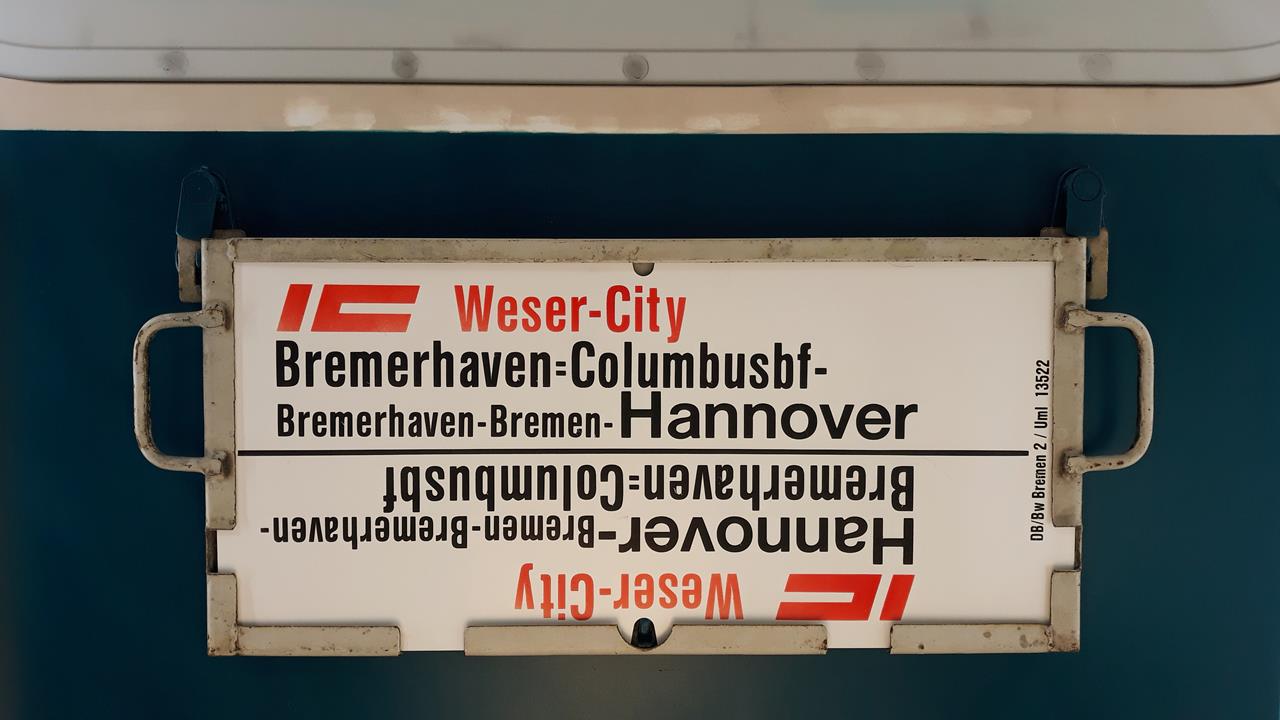 IC Weser-City
Bremerhaven=Columbusbf-
Bremerhaven-Bremen-Hannover
DB/Bw Bremen 2 / Uml 13522
IC Weser-City
Hannover-Bremen-Bremerhaven-
Bremerhaven=Columbusbf